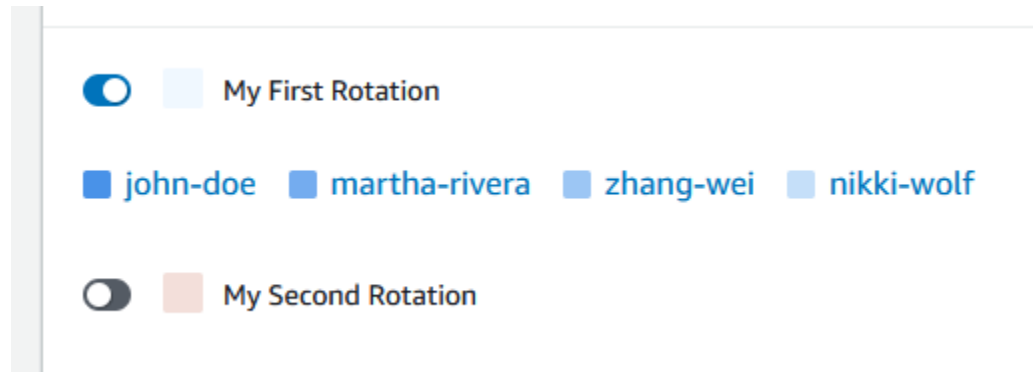 My First Rotation
john-doe martha-rivera zhang-wei nikki-wolf
My Second Rotation